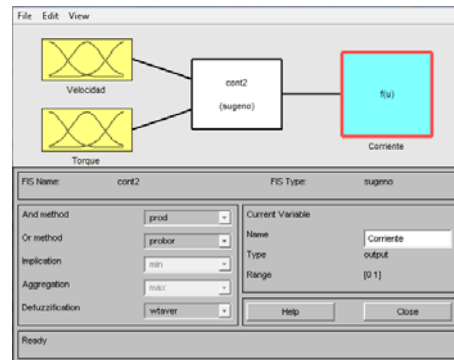 File Edit View
Velocidad
Torque
cont2
(sugeno)
f(u)
Corriente
FIS Name: cont2 FIS Type: sugeno
And method prod
Or method probor
Implication min
Aggregation max
Defuzzification wtaver
Current Variable
Name Corriente
Type output
Range [0 1]
Help Close
Ready